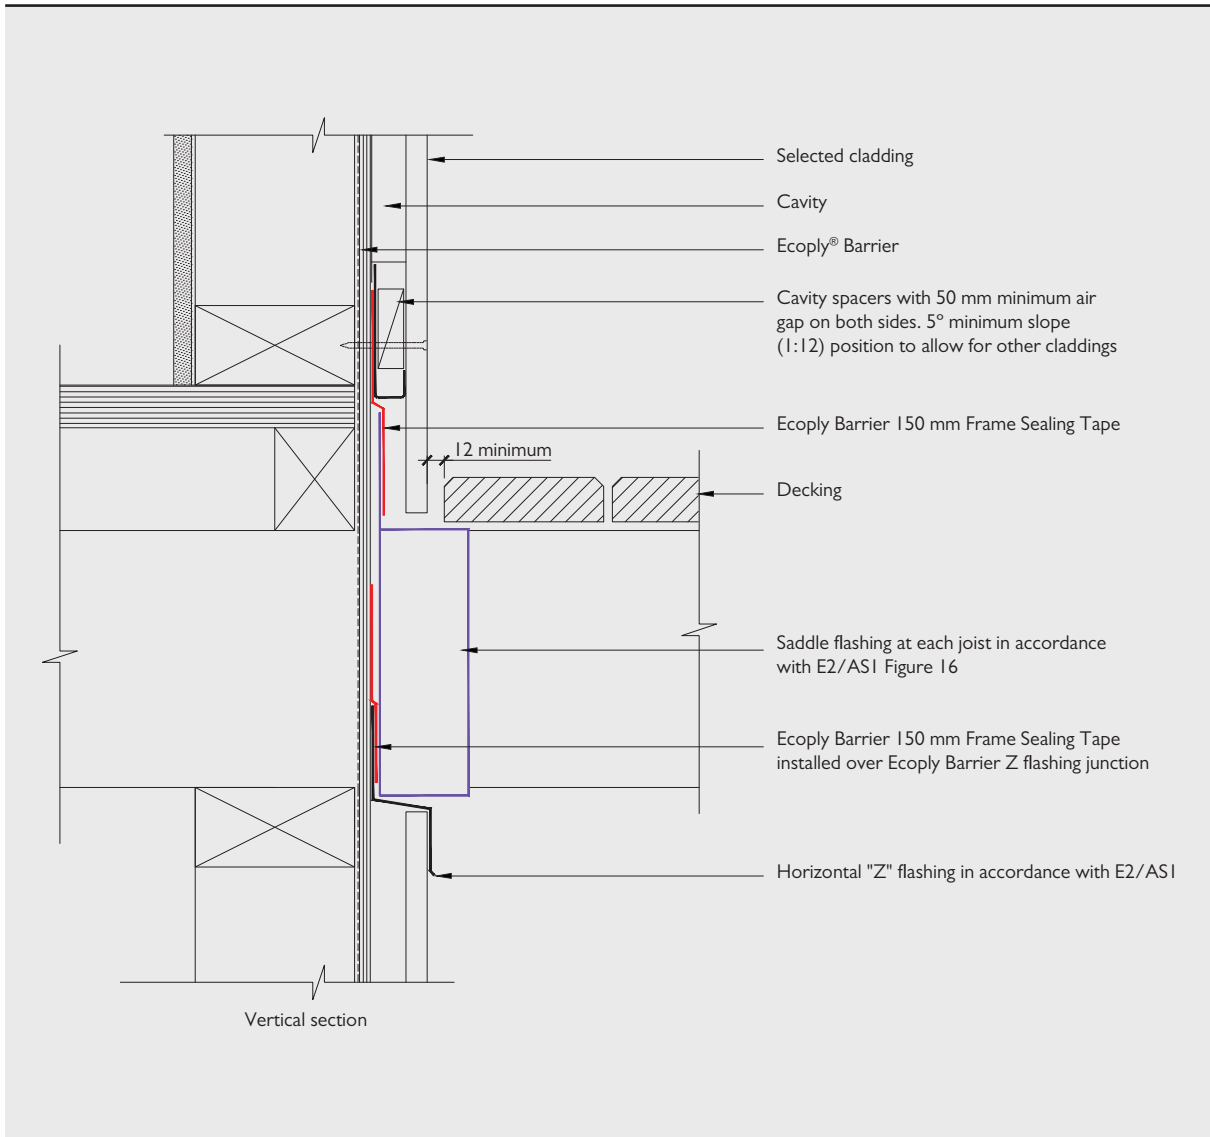 Selected cladding
Cavity
Ecoply® Barrier
Cavity spacers with 50 mm minimum air
gap on both sides. 5º minimum slope
(1:12) position to allow for other claddings
Ecoply Barrier 150 mm Frame Sealing Tape
12 minimum
Decking
Saddle flashing at each joist in accordance
with E2/AS1 Figure 16
Ecoply Barrier 150 mm Frame Sealing Tape
installed over Ecoply Barrier Z flashing junction
Horizontal "Z" flashing in accordance with E2/AS1
Vertical section